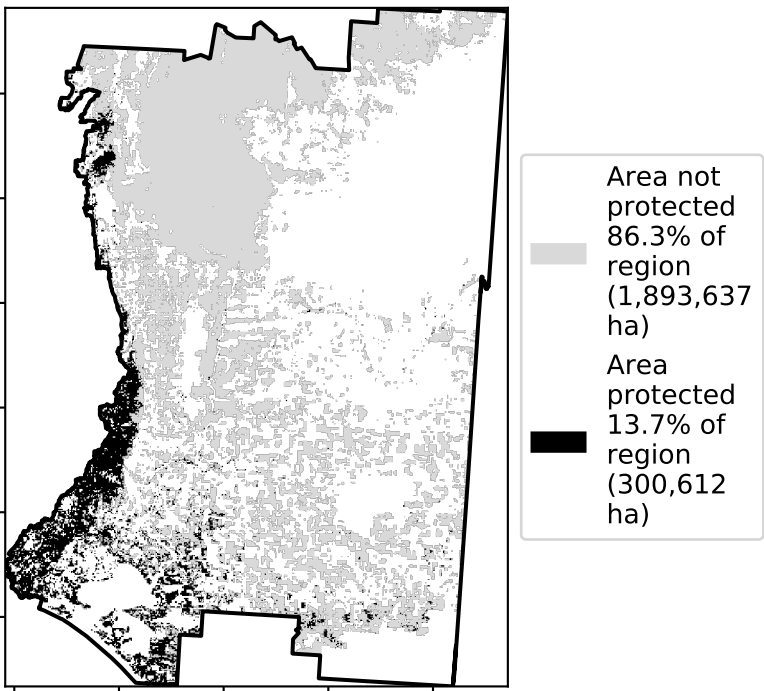 Area not
protected
86.3% of
region
(1,893,637
ha)
Area
protected
13.7% of
region
(300,612
ha)